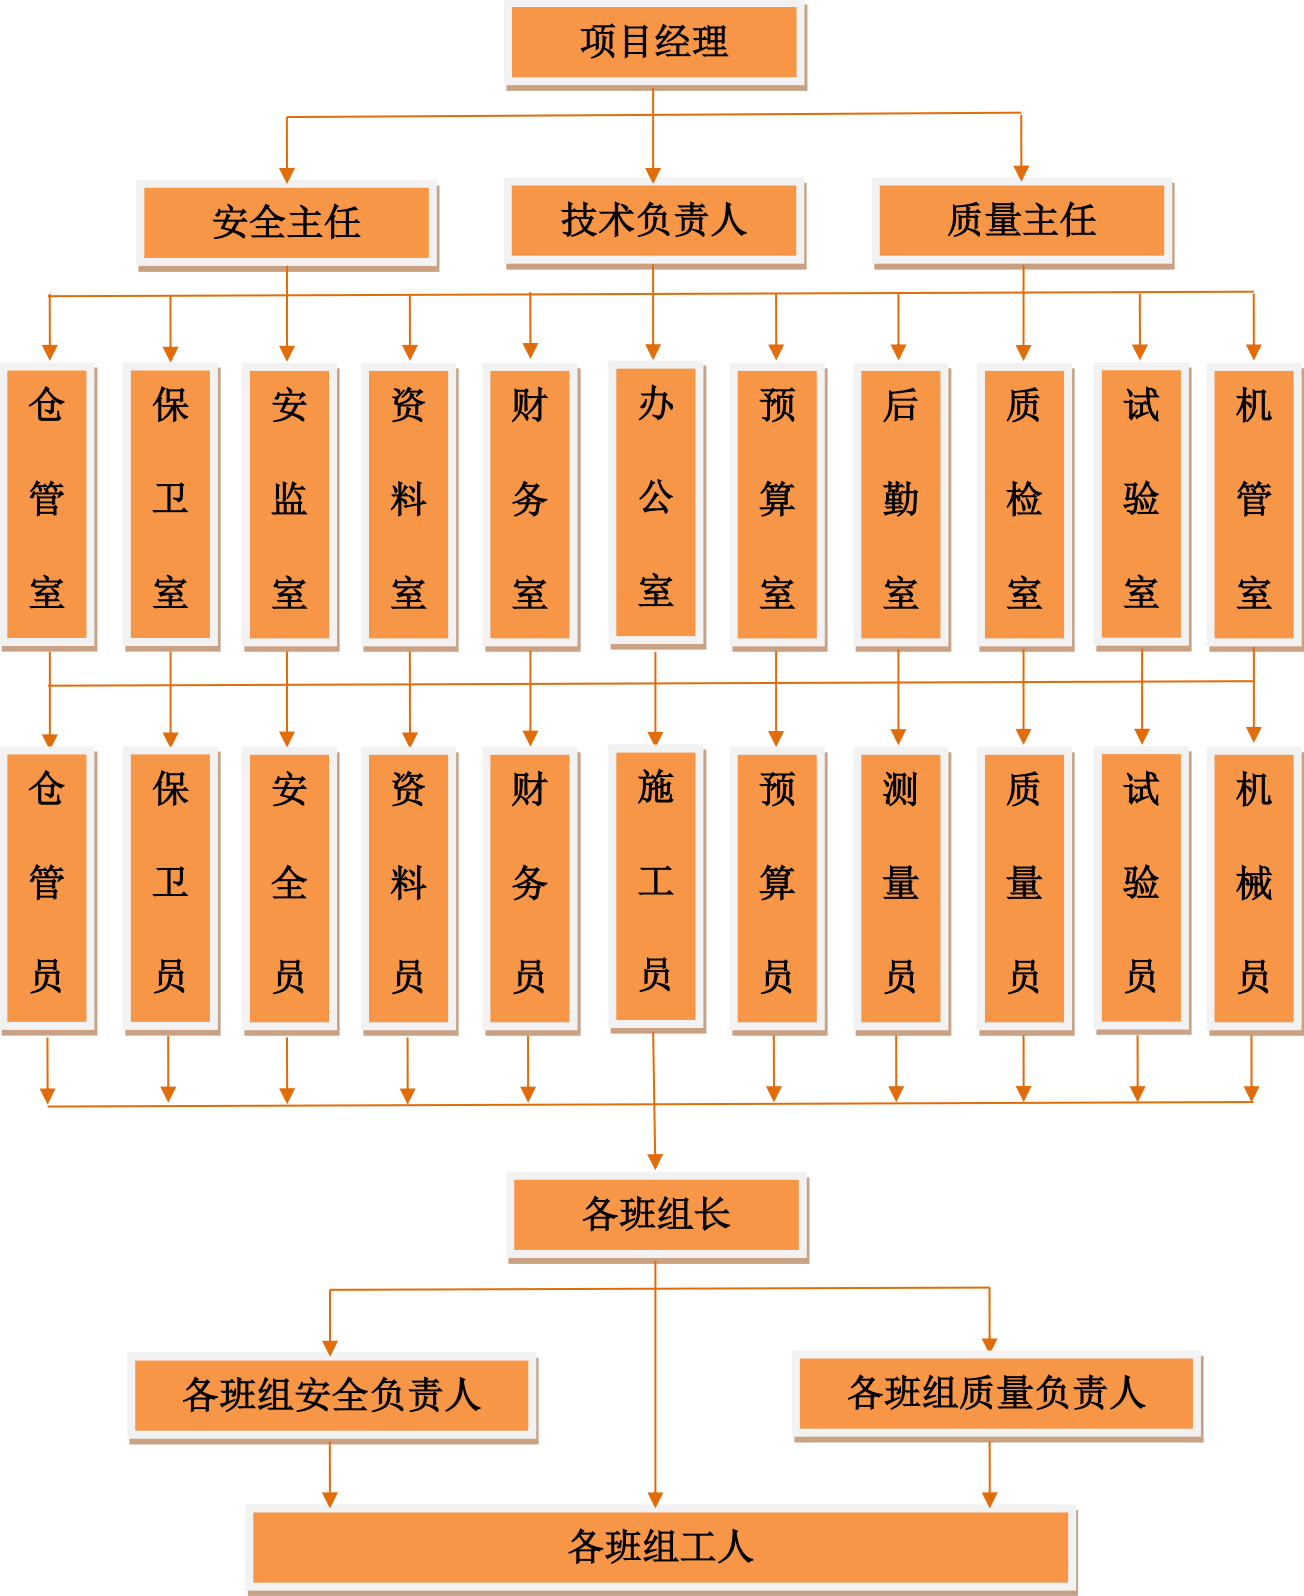 项目经理
安全主任
技术负责人
质量主任
仓管室
保卫室
安监室
资料室
财务室
办公室
预算室
后勤室
质检室
试验室
机管室
仓管员
保卫员
安全员
资料员
财务员
施工员
预算员
测量员
质量员
试验员
机械员
各班组长
各班组安全负责人
各班组质量负责人
各班组工人